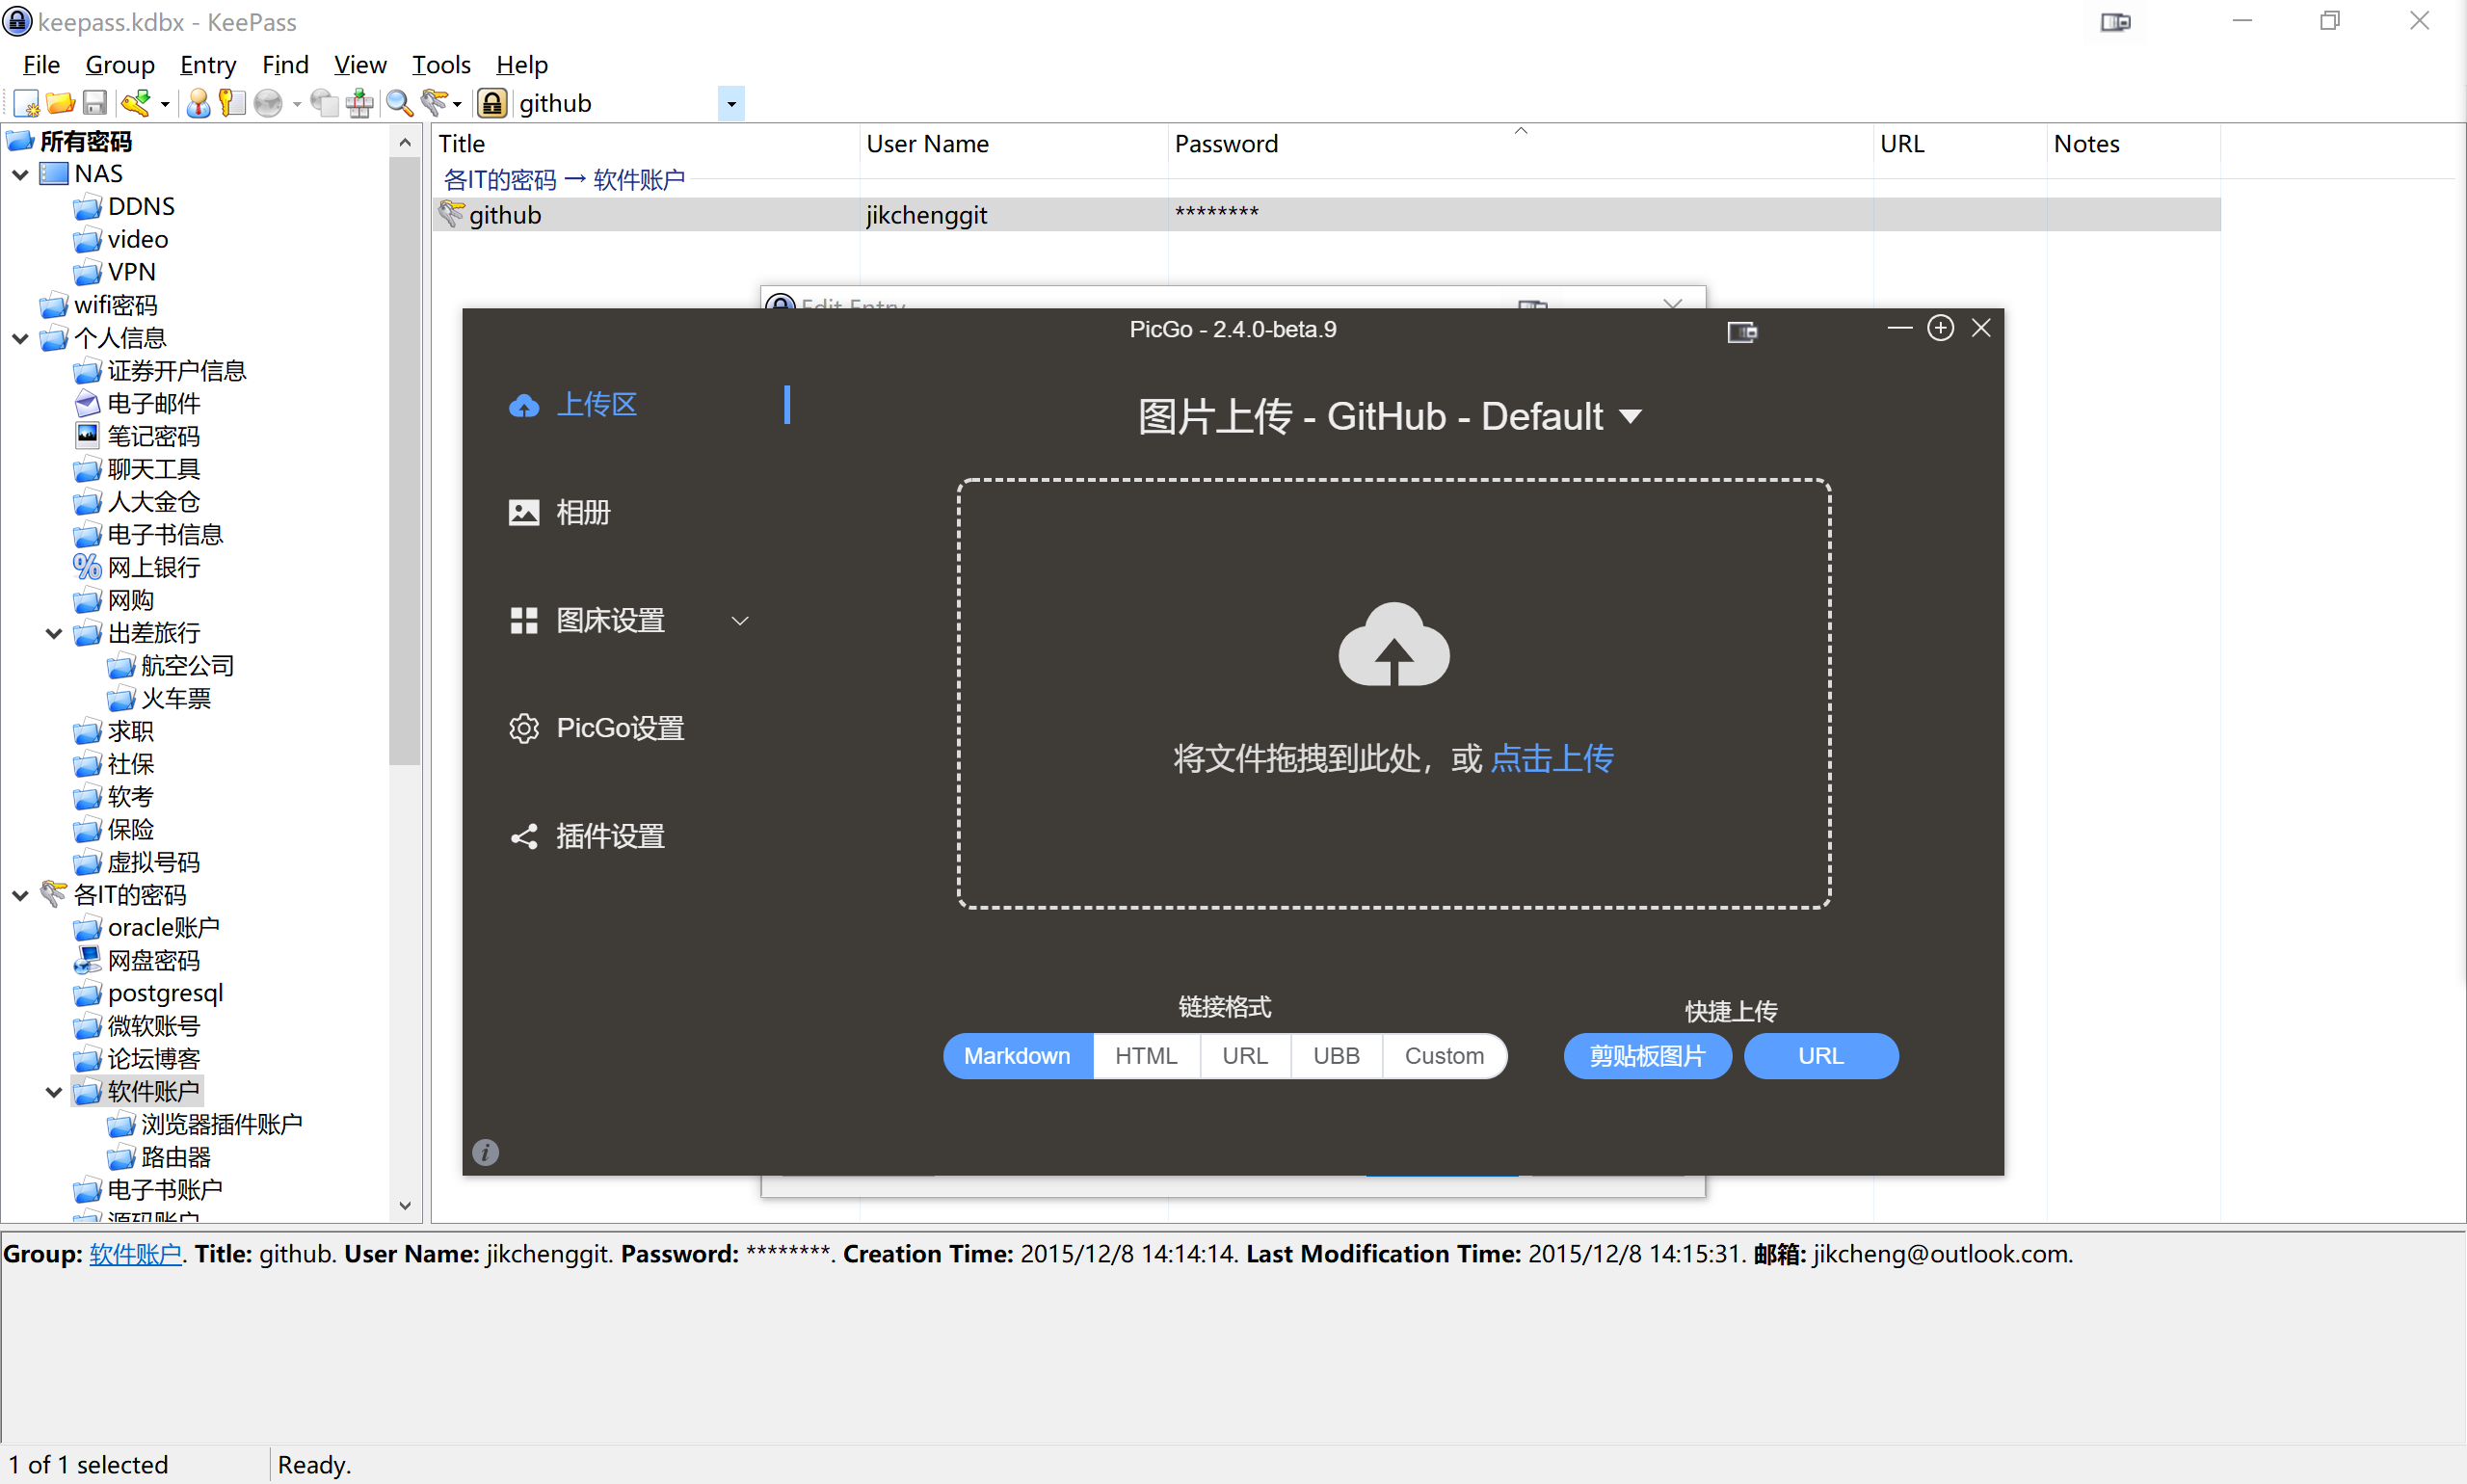 keepass.kdbx - KeePass
File Group Entry Find View Tools Help
github
所有密码
NAS
DDNS
video
VPN
wifi密码
个人信息
证券开户信息
电子邮件
笔记密码
聊天工具
人大金仓
电子书信息
网上银行
网购
出差旅行
航空公司
火车票
求职
社保
软考
保险
虚拟号码
各IT的密码
oracle账户
网盘密码
postgresql
微软账号
论坛博客
软件账户
浏览器插件账户
路由器
电子书账户
源码账户
Title User Name Password URL Notes
各IT的密码 → 软件账户
github jikchenggit ********
Edit Entry
PicGo - 2.4.0-beta.9
上传区
相册
图床设置
PicGo设置
插件设置
图片上传 - GitHub - Default
将文件拖拽到此处，或 点击上传
链接格式
Markdown HTML URL UBB Custom
快捷上传
剪贴板图片 URL
Group: 软件账户. Title: github. User Name: jikchenggit. Password: ********. Creation Time: 2015/12/8 14:14:14. Last Modification Time: 2015/12/8 14:15:31. 邮箱: jikcheng@outlook.com.
1 of 1 selected Ready.